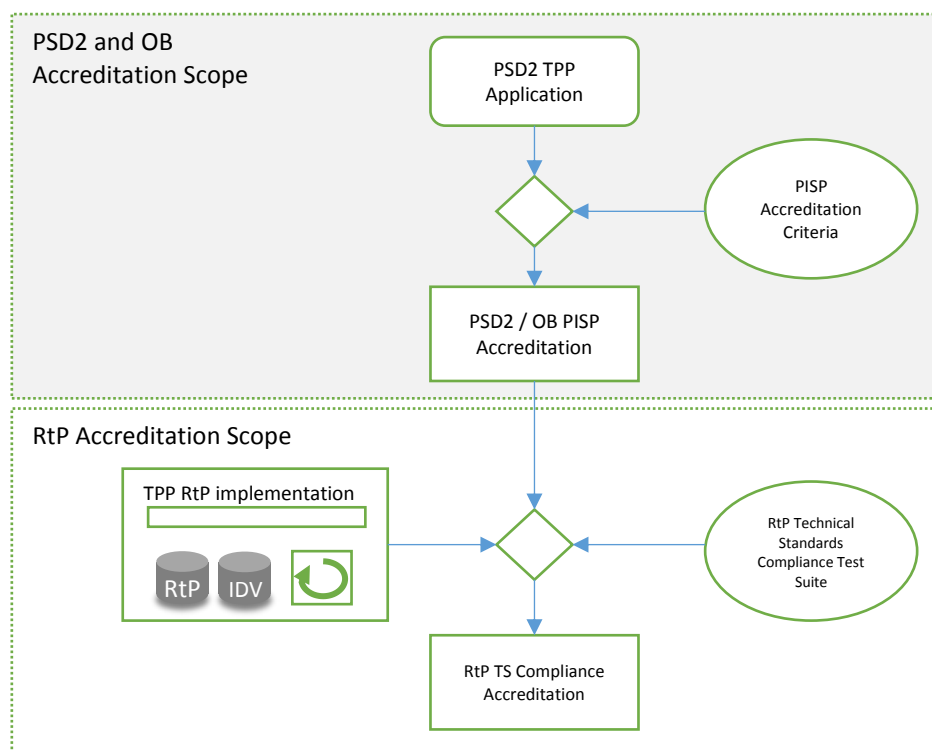 PSD2 and OB
Accreditation Scope
PSD2 TPP
Application
PISP
Accreditation
Criteria
PSD2 / OB PISP
Accreditation
RtP Accreditation Scope
TPP RtP implementation
RtP
IDV
RtP Technical
Standards
Compliance Test
Suite
RtP TS Compliance
Accreditation